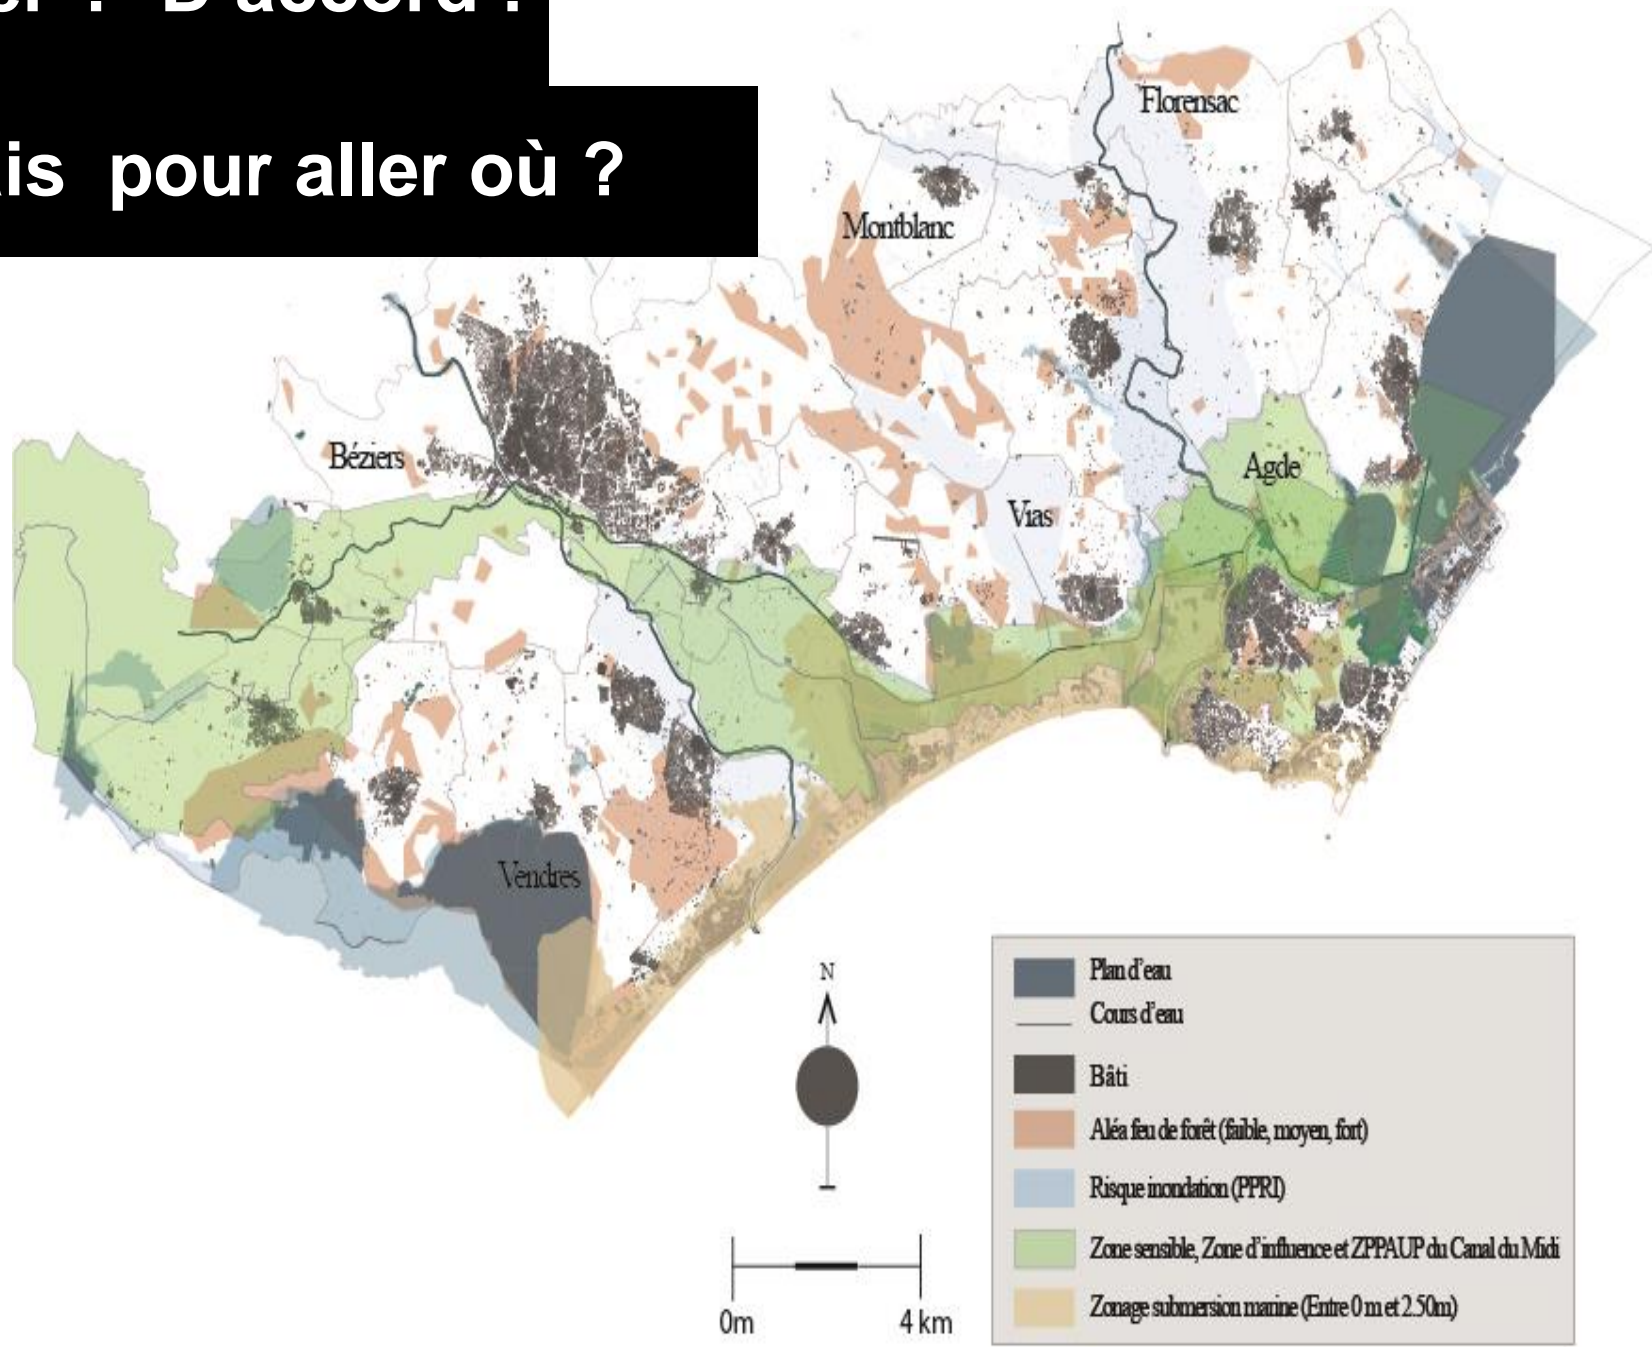 D'accord !
pour aller où ?
Florensac
Montblanc
Béziers
Agde
Vias
Vendres
N
0m 4 km
Plan d'eau
Cours d'eau
Bâti
Aléa feu de forêt (faible, moyen, fort)
Risque inondation (PPRI)
Zone sensible, Zone d'influence et ZPPAUP du Canal du Midi
Zonage submersion marine (Entre 0 m et 2.50m)